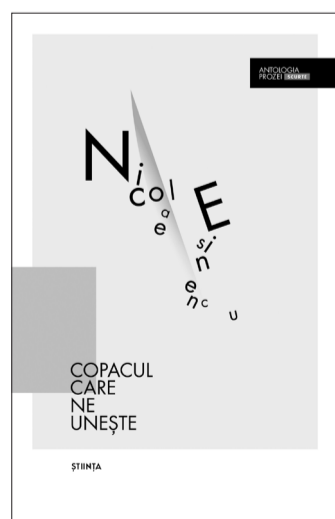 ANTOLOGIA
PROZEI SCURTE
Nicolae
Esinencu
COPACUL
CARE
NE
UNEȘTE
ȘTIINȚA